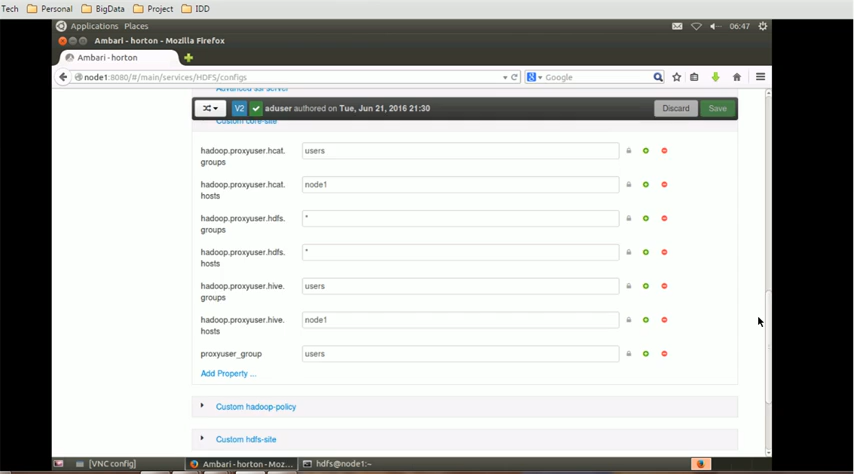 Tech Personal BigData Project IDD
Applications Places 06:47
Ambari - horton - Mozilla Firefox
Ambari - horton
node1:8080/#/main/services/HDFS/configs Google
V2 aduser authored on Tue, Jun 21, 2016 21:30 Discard Save
Custom core-site
hadoop.proxyuser.hcat. users
groups
hadoop.proxyuser.hcat. node1
hosts
hadoop.proxyuser.hdfs. *
groups
hadoop.proxyuser.hdfs. *
hosts
hadoop.proxyuser.hive. users
groups
hadoop.proxyuser.hive. node1
hosts
proxyuser_group users
Add Property ...
Custom hadoop-policy
Custom hdfs-site
[VNC config] Ambari - horton - Moz... hdfs@node1:~